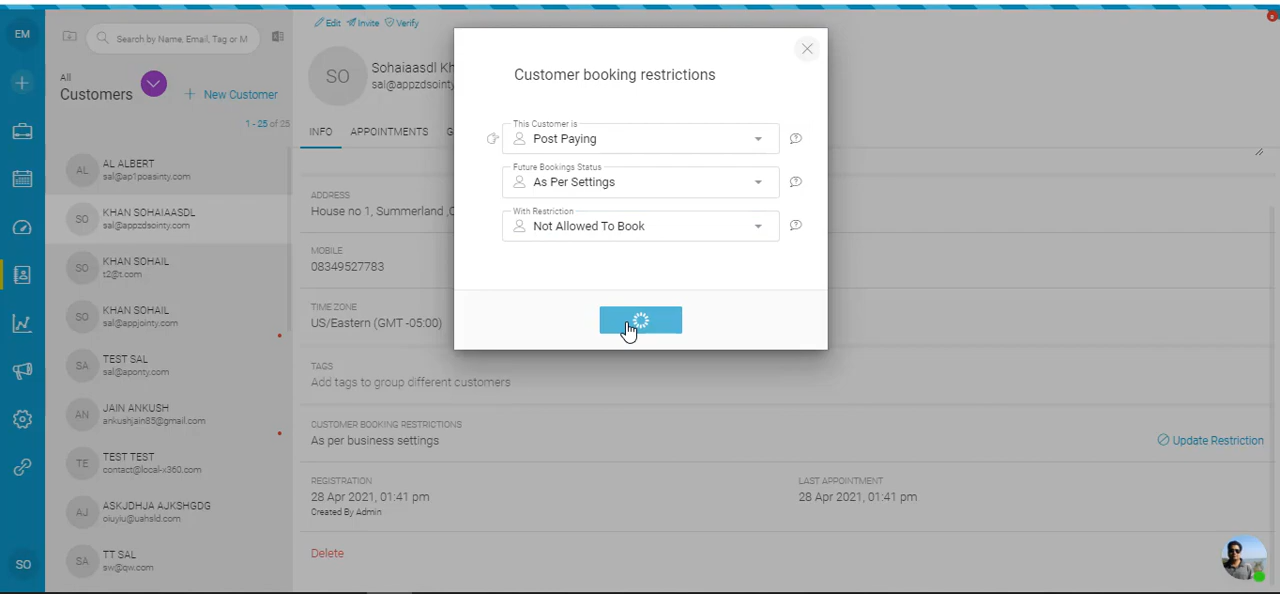 EM
Search by Name, Email, Tag or M
All
Customers
New Customer
1 - 25 of 25
AL
AL ALBERT
sal@ap1poasinty.com
SO
KHAN SOHAIAASDL
sal@appzdsointy.com
SO
KHAN SOHAIL
t2@t.com
SO
KHAN SOHAIL
sal@appjointy.com
SA
TEST SAL
sal@aponty.com
AN
JAIN ANKUSH
ankushjain85@gmail.com
TE
TEST TEST
contact@local-x360.com
AJ
ASKJDHJA AJKSHGDG
oiuyiu@uahsld.com
SA
TT SAL
sw@qw.com
SO
Edit Invite Verify
SO
Sohaiaasdl Kh
sal@appzdsointy
INFO APPOINTMENTS G
ADDRESS
House no 1, Summerland ,C
MOBILE
08349527783
TIME ZONE
US/Eastern (GMT -05:00)
TAGS
Add tags to group different customers
CUSTOMER BOOKING RESTRICTIONS
As per business settings
Update Restriction
REGISTRATION
28 Apr 2021, 01:41 pm
Created By Admin
LAST APPOINTMENT
28 Apr 2021, 01:41 pm
Delete
Customer booking restrictions
This Customer is
Post Paying
Future Bookings Status
As Per Settings
With Restriction
Not Allowed To Book